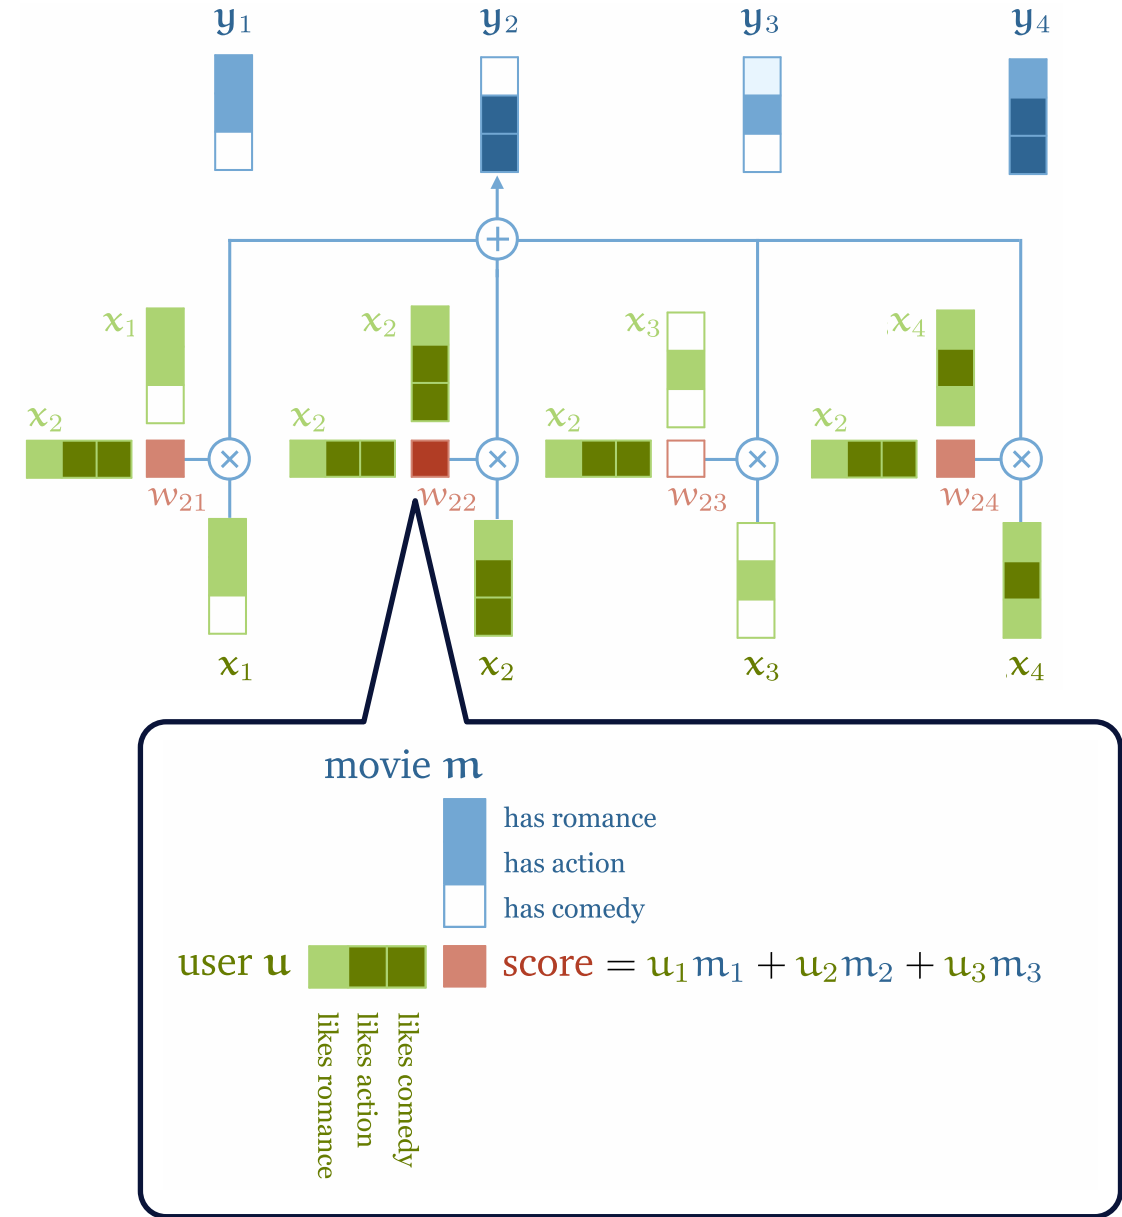 y₁ y₂ y₃ y₄
+
x₁ x₂ x₃ x₄
x₂ x₂ x₂ x₂
× × × ×
w₂₁ w₂₂ w₂₃ w₂₄
x₁ x₂ x₃ x₄
movie m
has romance
has action
has comedy
user u score = u₁m₁ + u₂m₂ + u₃m₃
likes romance
likes action
likes comedy